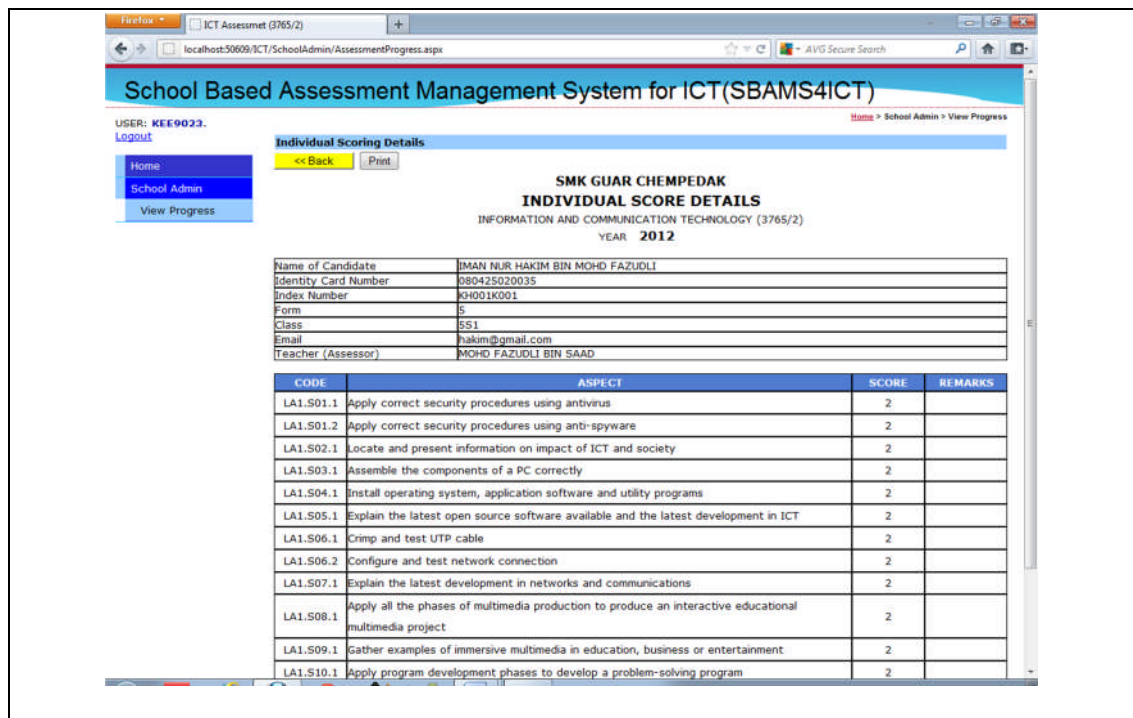 Firefox
ICT Assessmet (3765/2)
+
localhost:50609/ICT/SchoolAdmin/AssessmentProgress.aspx
AVG Secure Search
School Based Assessment Management System for ICT(SBAMS4ICT)
Home > School Admin > View Progress
USER: KEE9023.
Logout
Home
School Admin
View Progress
Individual Scoring Details
<< Back Print
SMK GUAR CHEMPEDAK
INDIVIDUAL SCORE DETAILS
INFORMATION AND COMMUNICATION TECHNOLOGY (3765/2)
YEAR 2012
Name of Candidate IMAN NUR HAKIM BIN MOHD FAZUDLI
Identity Card Number 080425020035
Index Number KH001K001
Form 5
Class 5S1
Email hakim@gmail.com
Teacher (Assessor) MOHD FAZUDLI BIN SAAD
CODE ASPECT SCORE REMARKS
LA1.S01.1 Apply correct security procedures using antivirus 2
LA1.S01.2 Apply correct security procedures using anti-spyware 2
LA1.S02.1 Locate and present information on impact of ICT and society 2
LA1.S03.1 Assemble the components of a PC correctly 2
LA1.S04.1 Install operating system, application software and utility programs 2
LA1.S05.1 Explain the latest open source software available and the latest development in ICT 2
LA1.S06.1 Crimp and test UTP cable 2
LA1.S06.2 Configure and test network connection 2
LA1.S07.1 Explain the latest development in networks and communications 2
LA1.S08.1 Apply all the phases of multimedia production to produce an interactive educational
multimedia project 2
LA1.S09.1 Gather examples of immersive multimedia in education, business or entertainment 2
LA1.S10.1 Apply program development phases to develop a problem-solving program 2